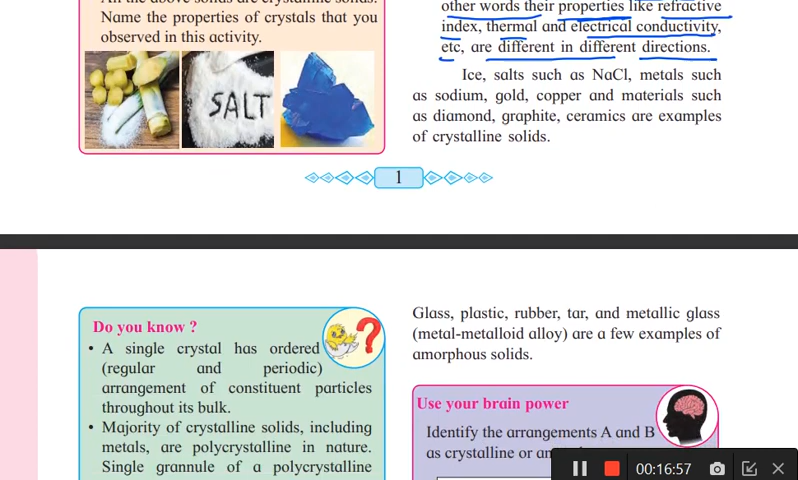 All the above solids are crystalline solids.
Name the properties of crystals that you
observed in this activity.
SALT
other words their properties like refractive
index, thermal and electrical conductivity,
etc, are different in different directions.
Ice, salts such as NaCl, metals such
as sodium, gold, copper and materials such
as diamond, graphite, ceramics are examples
of crystalline solids.
1
Do you know ?
• A single crystal has ordered
(regular and periodic)
arrangement of constituent particles
throughout its bulk.
• Majority of crystalline solids, including
metals, are polycrystalline in nature.
Single grannule of a polycrystalline
Glass, plastic, rubber, tar, and metallic glass
(metal-metalloid alloy) are a few examples of
amorphous solids.
Use your brain power
Identify the arrangements A and B
as crystalline or
00:16:57